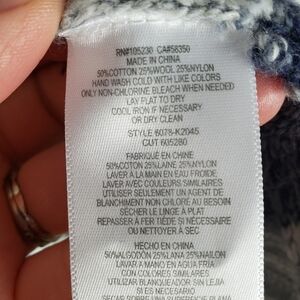 RN#105230 CA#58350
MADE IN CHINA
50%COTTON 25%WOOL 25%NYLON
HAND WASH COLD WITH LIKE COLORS
ONLY NON-CHLORINE BLEACH WHEN NEEDED
LAY FLAT TO DRY
COOL IRON IF NECESSARY
OR DRY CLEAN
STYLE 6078-K2045
CUT 605280
FABRIQUÉ EN CHINE
50%COTON 25%LAINE 25%NYLON
LAVER À LA MAIN EN EAU FROIDE
LAVER AVEC COULEURS SIMILAIRES
UTILISER SEULEMENT UN AGENT DE
BLANCHIMENT NON CHLORE AU BESOIN
SÉCHER LE LINGE À PLAT
REPASSER À FER TIÈDE SI NÉCESSAIRE
OU NETTOYER À SEC
HECHO EN CHINA
50%ALGODÓN 25%LANA 25%NAILON
LAVAR A MANO EN AGUA FRIA
CON COLORES SIMILARES
UTILIZAR BLANQUEADOR SIN LEJIA
SI ES NECESARIO